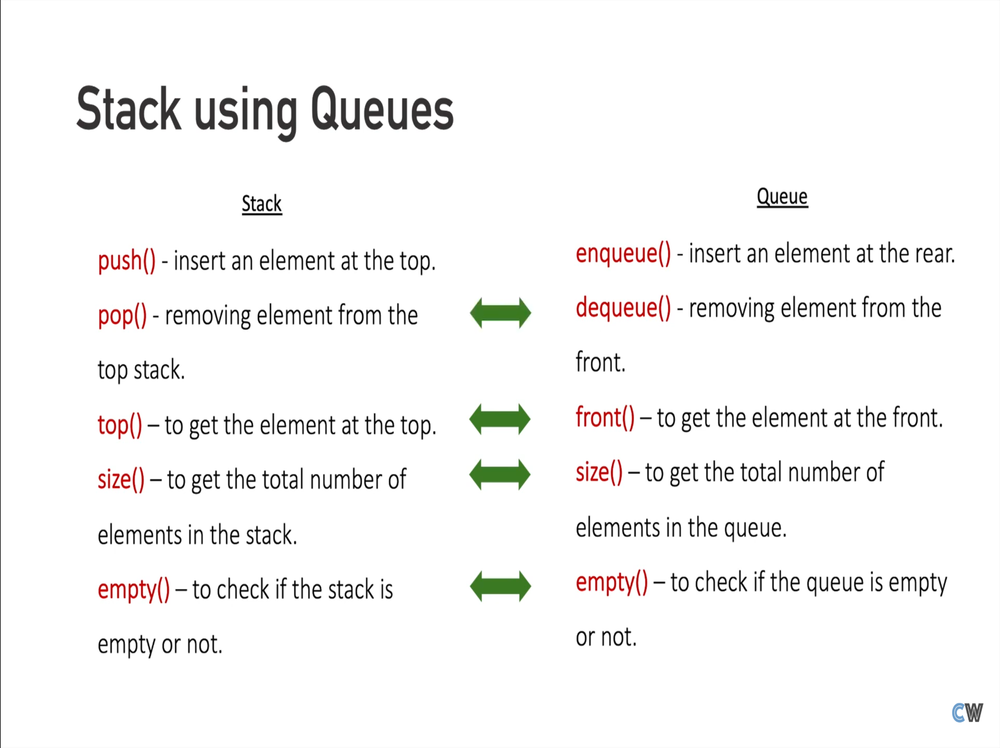 Stack using Queues
Stack
push() - insert an element at the top.
pop() - removing element from the
top stack.
top() – to get the element at the top.
size() – to get the total number of
elements in the stack.
empty() – to check if the stack is
empty or not.
Queue
enqueue() - insert an element at the rear.
dequeue() - removing element from the
front.
front() – to get the element at the front.
size() – to get the total number of
elements in the queue.
empty() – to check if the queue is empty
or not.
CW